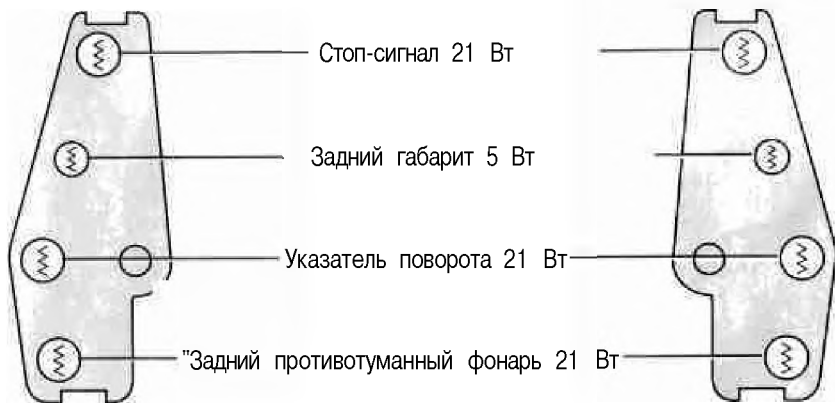 Стоп-сигнал 21 Вт
Задний габарит 5 Вт
Указатель поворота 21 Вт
"Задний противотуманный фонарь 21 Вт